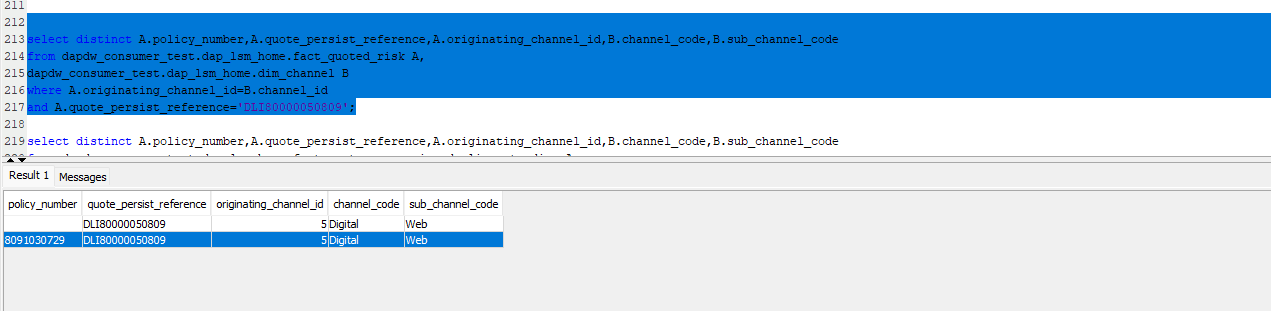 211
212
213 select distinct A.policy_number,A.quote_persist_reference,A.originating_channel_id,B.channel_code,B.sub_channel_code
214 from dapdw_consumer_test.dap_lsm_home.fact_quoted_risk A,
215 dapdw_consumer_test.dap_lsm_home.dim_channel B
216 where A.originating_channel_id=B.channel_id
217 and A.quote_persist_reference='DLI80000050809';
218
219 select distinct A.policy_number,A.quote_persist_reference,A.originating_channel_id,B.channel_code,B.sub_channel_code
Result 1 Messages
policy_number quote_persist_reference originating_channel_id channel_code sub_channel_code
DLI80000050809 5 Digital Web
8091030729 DLI80000050809 5 Digital Web